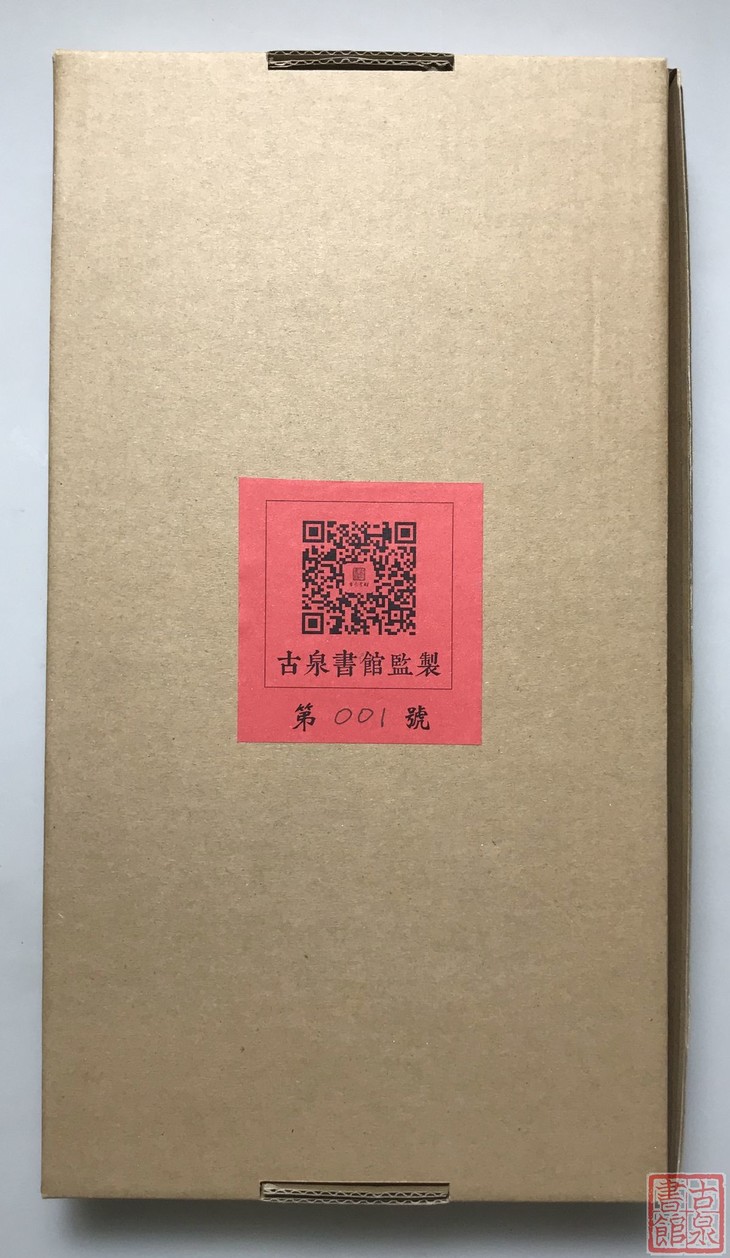 古泉書館監製
第 001 號
古泉
書館